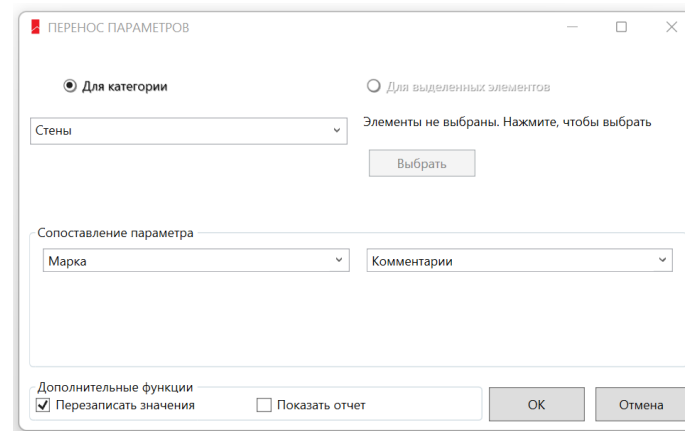 ПЕРЕНОС ПАРАМЕТРОВ
Для категории
Для выделенных элементов
Стены
Элементы не выбраны. Нажмите, чтобы выбрать
Выбрать
Сопоставление параметра
Марка
Комментарии
Дополнительные функции
Перезаписать значения
Показать отчет
ОК
Отмена